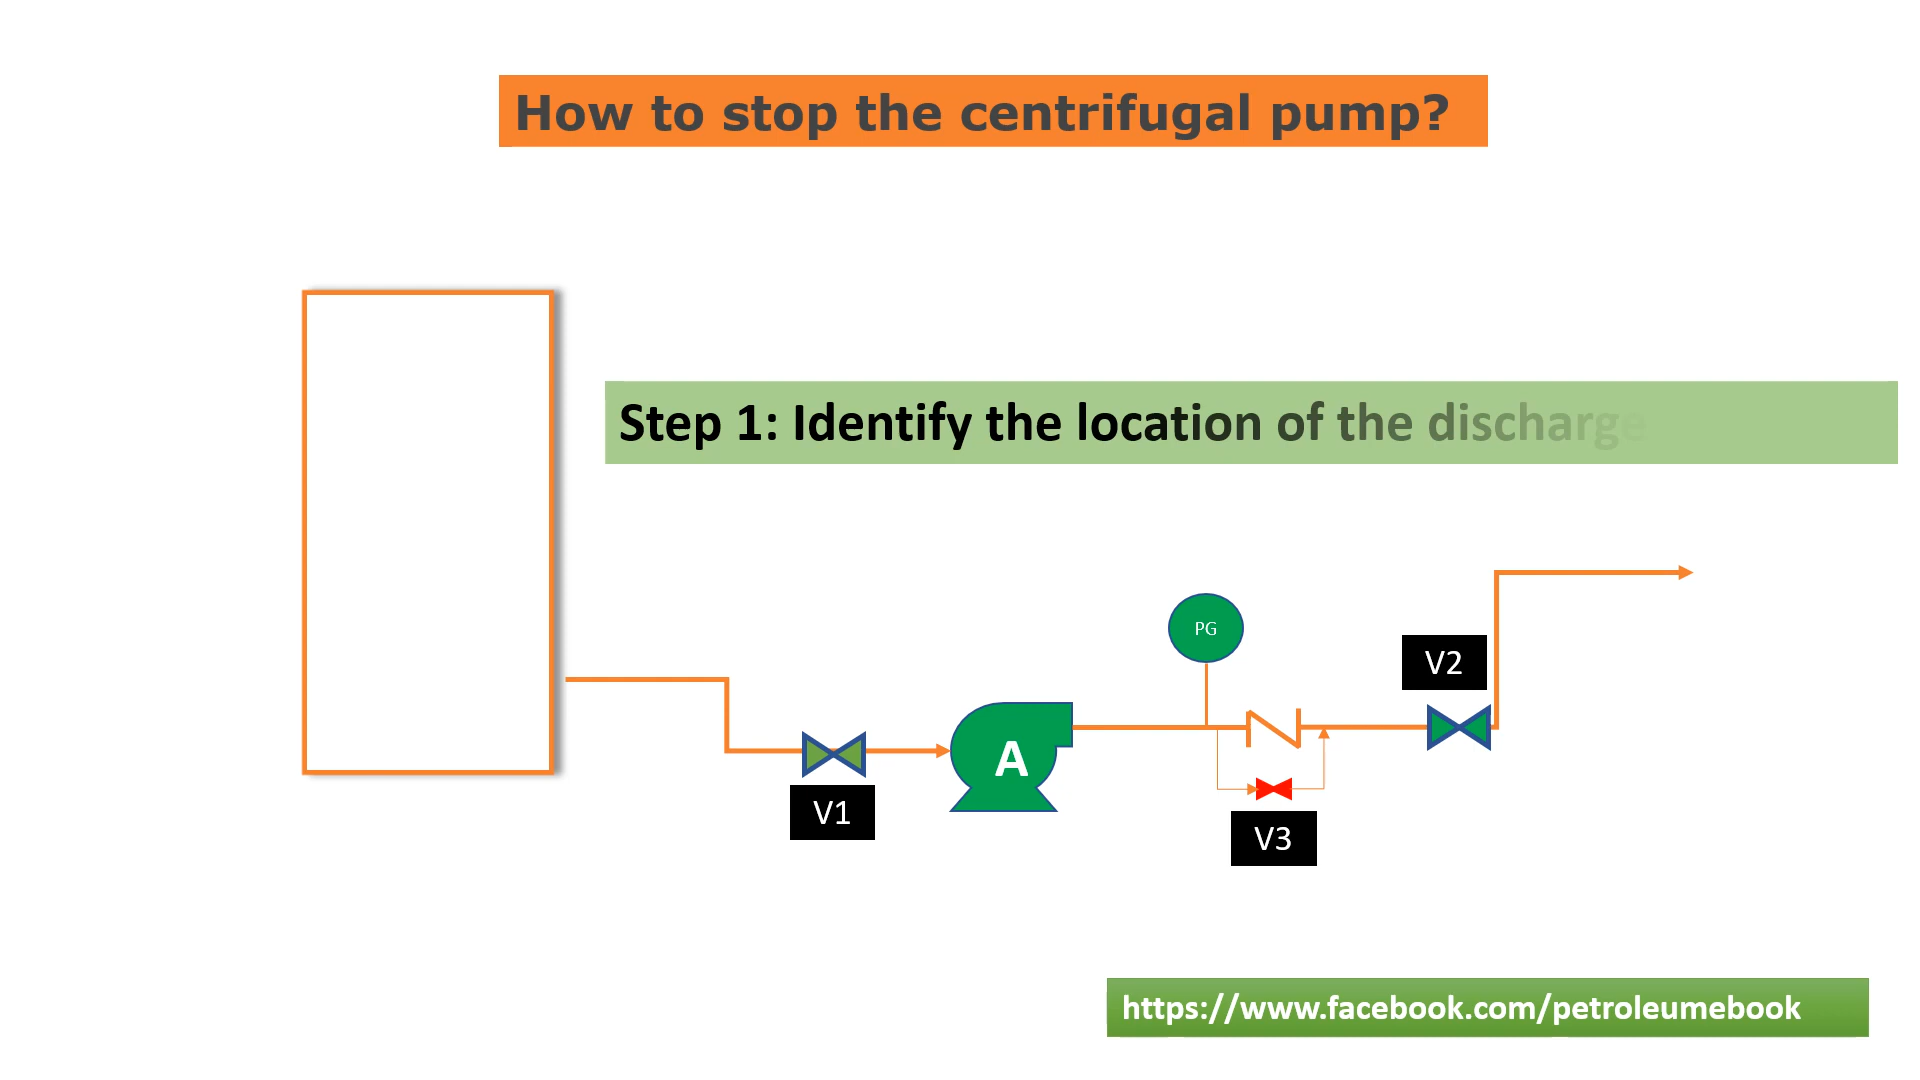 How to stop the centrifugal pump?
Step 1: Identify the location of the discharge
PG
V2
A
V1
V3
https://www.facebook.com/petroleumebook